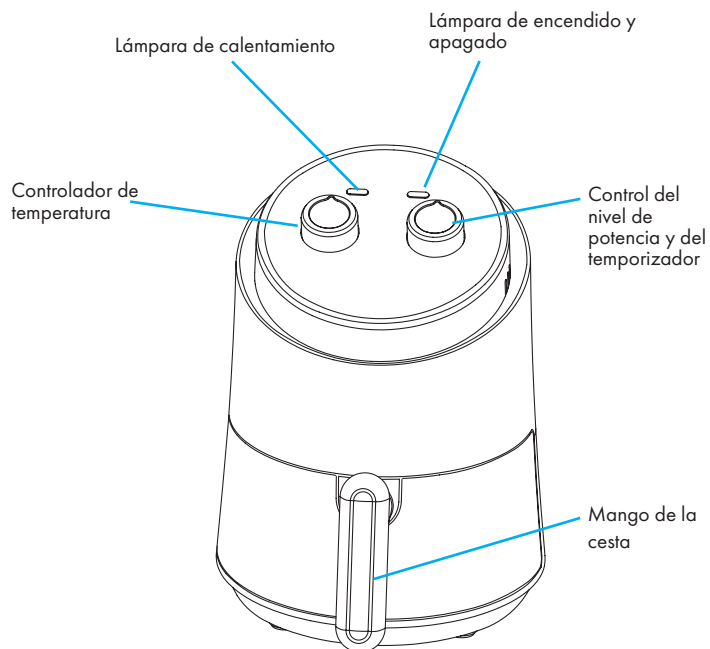 Lámpara de encendido y
apagado
Lámpara de calentamiento
Controlador de
temperatura
Control del
nivel de
potencia y del
temporizador
Mango de la
cesta